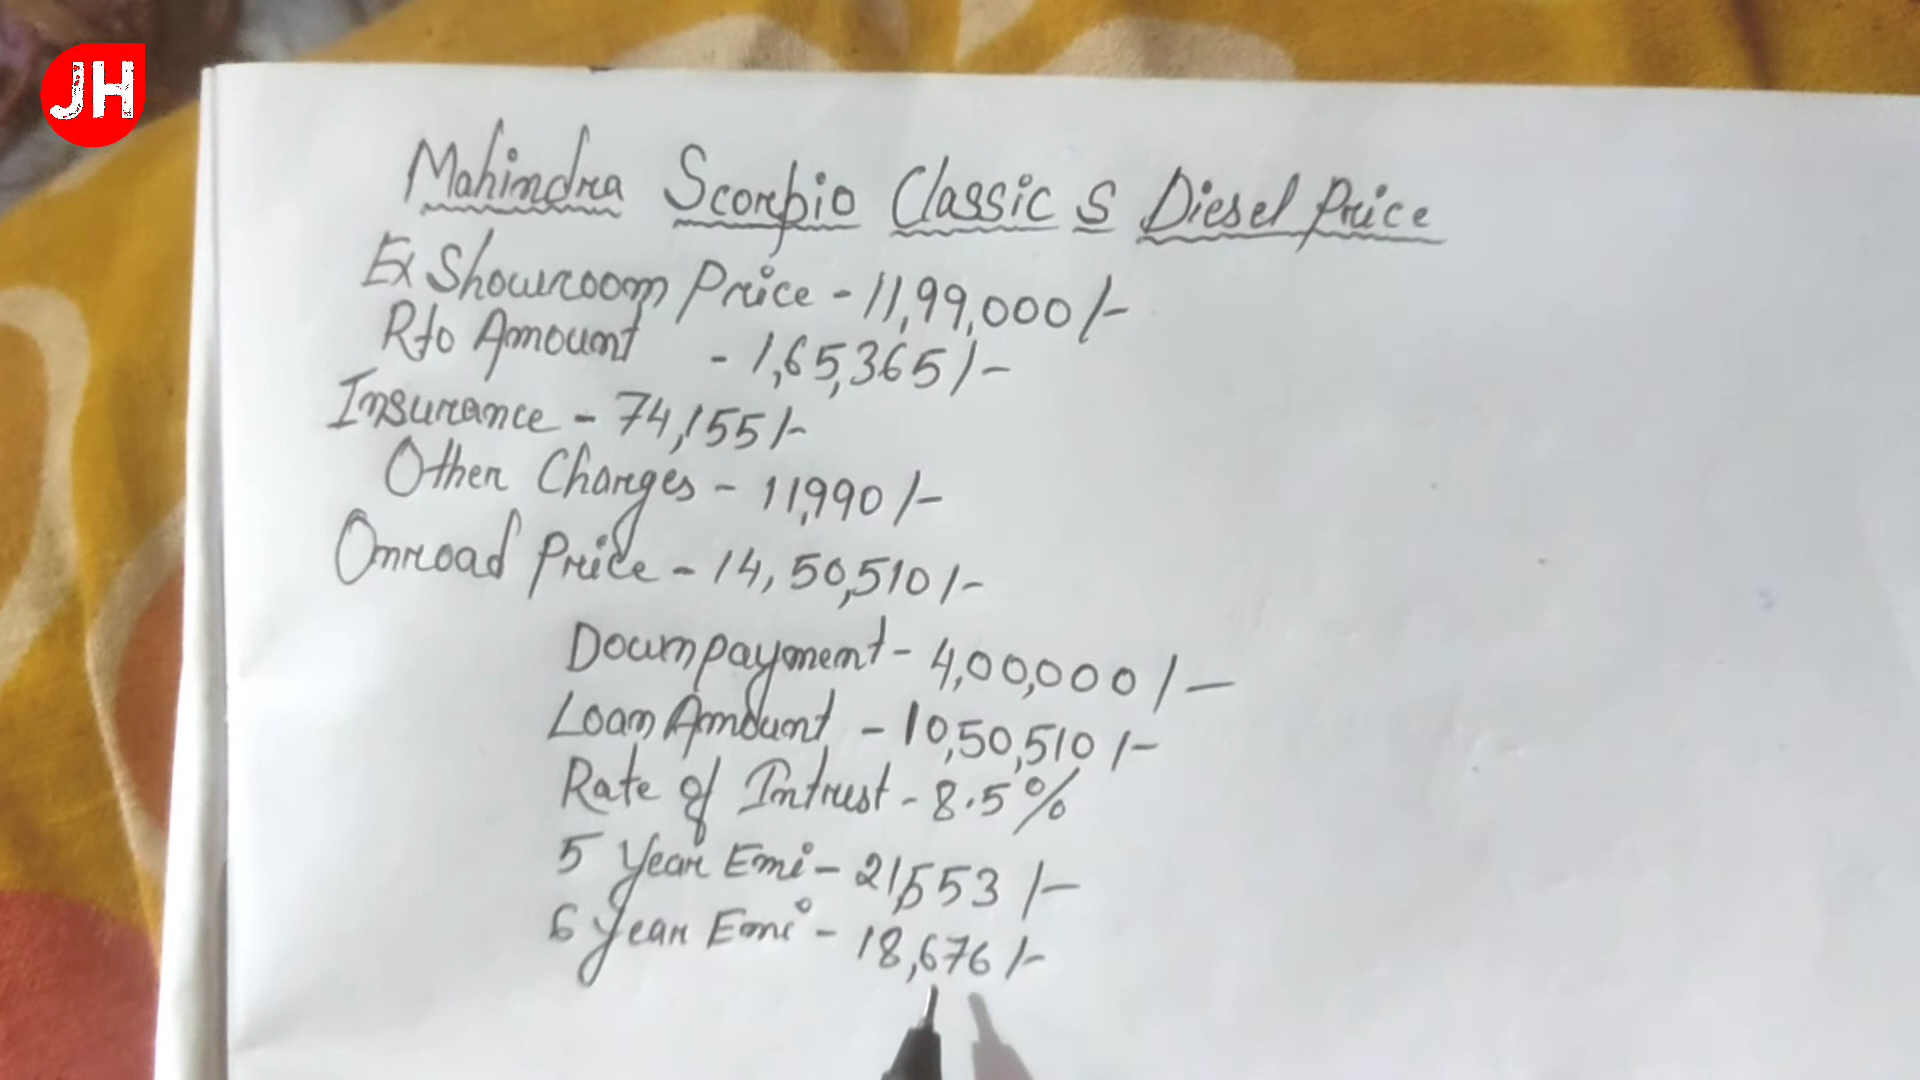 JH
Mahindra Scorpio Classic S Diesel Price
Ex Showroom Price - 11,99,000/-
Rto Amount - 1,65,365/-
Insurance - 74,155/-
Other Charges - 11,990/-
Onroad Price - 14,50,510/-
Downpayment - 4,00,000/-
Loan Amount - 10,50,510/-
Rate of Intrust - 8.5%
5 Year Emi - 21,553/-
6 Year Emi - 18,676/-